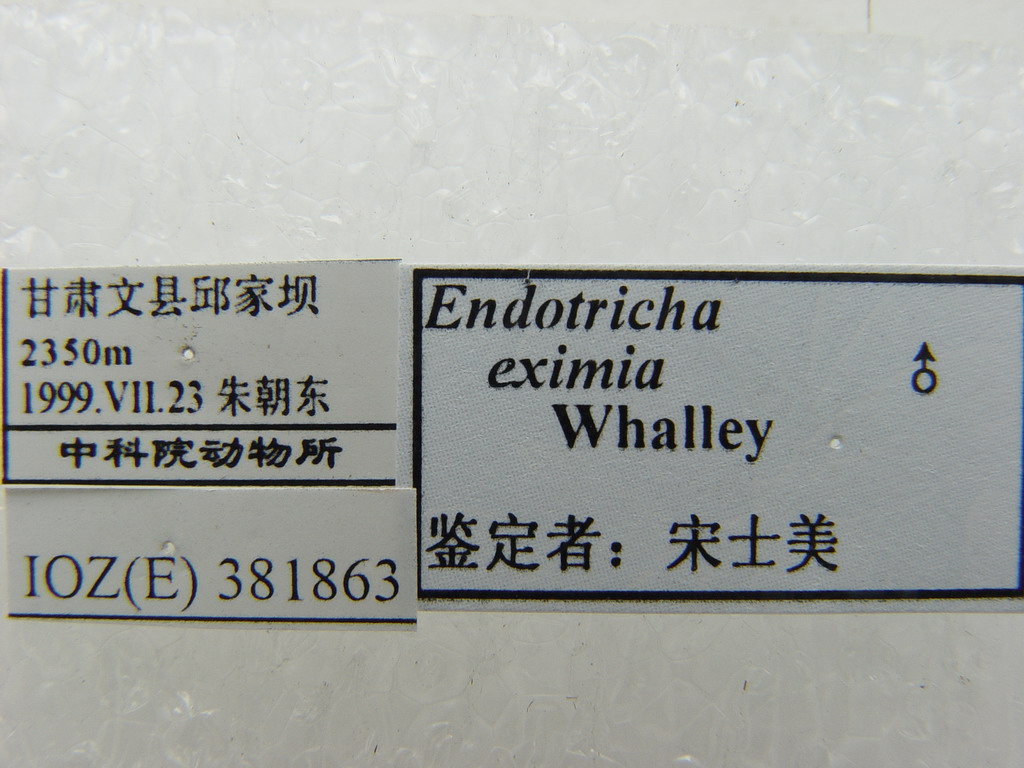 甘肃文县邱家坝
2350m
1999.VII.23 朱朝东
中科院动物所
IOZ(E) 381863
Endotricha
eximia ♂
Whalley
鉴定者：宋士美